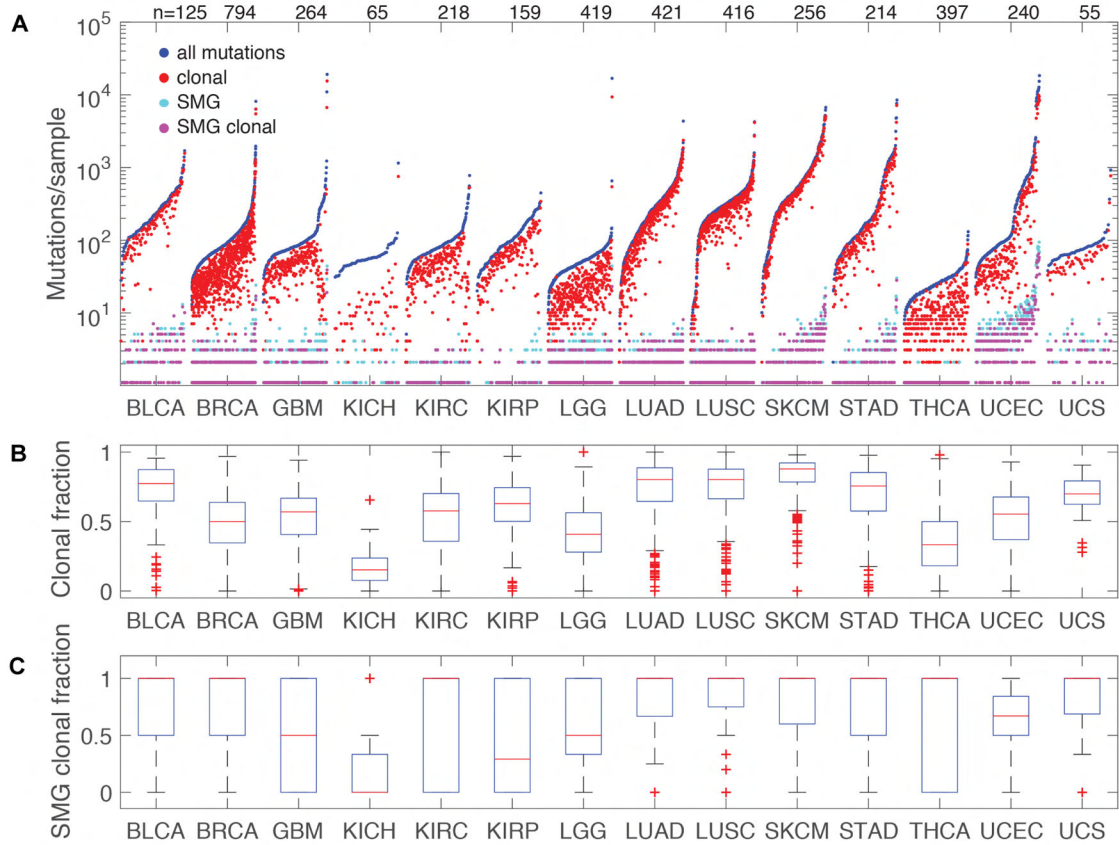 A
n=125 794 264 65 218 159 419 421 416 256 214 397 240 55
Mutations/sample
10^5
10^4
10^3
10^2
10^1
all mutations
clonal
SMG
SMG clonal
BLCA BRCA GBM KICH KIRC KIRP LGG LUAD LUSC SKCM STAD THCA UCEC UCS
B
Clonal fraction
1
0.5
0
BLCA BRCA GBM KICH KIRC KIRP LGG LUAD LUSC SKCM STAD THCA UCEC UCS
C
SMG clonal fraction
1
0.5
0
BLCA BRCA GBM KICH KIRC KIRP LGG LUAD LUSC SKCM STAD THCA UCEC UCS